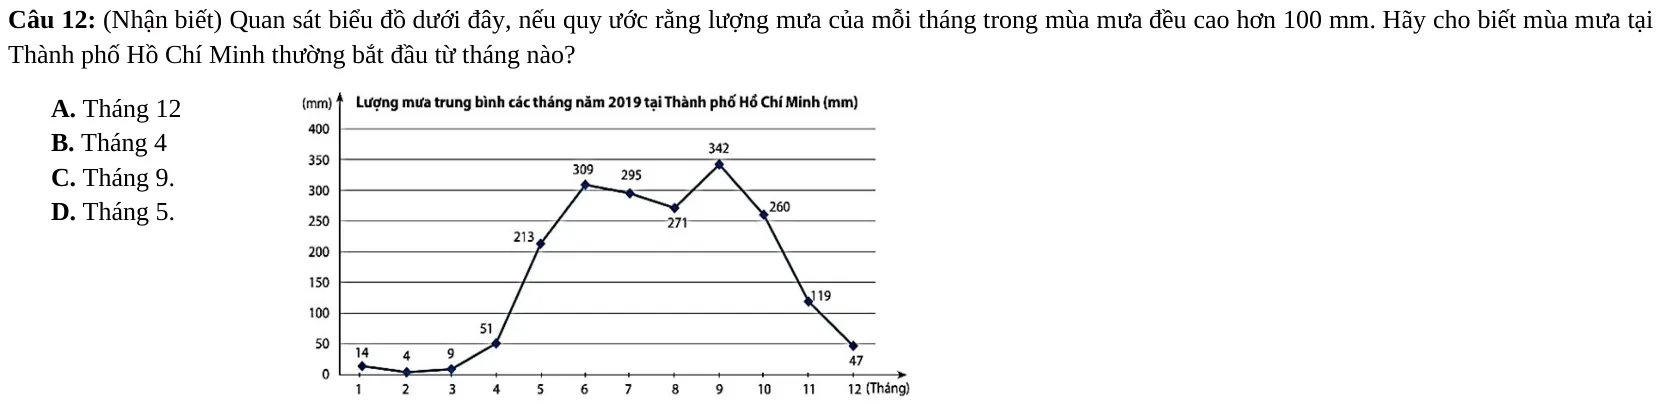 Câu 12: (Nhận biết) Quan sát biểu đồ dưới đây, nếu quy ước rằng lượng mưa của mỗi tháng trong mùa mưa đều cao hơn 100 mm. Hãy cho biết mùa mưa tại
Thành phố Hồ Chí Minh thường bắt đầu từ tháng nào?
A. Tháng 12
B. Tháng 4
C. Tháng 9.
D. Tháng 5.
(mm) Lượng mưa trung bình các tháng năm 2019 tại Thành phố Hồ Chí Minh (mm)
400
350
300
250
200
150
100
50
0
14
4
9
51
213
309
295
271
342
260
119
47
1 2 3 4 5 6 7 8 9 10 11 12 (Tháng)